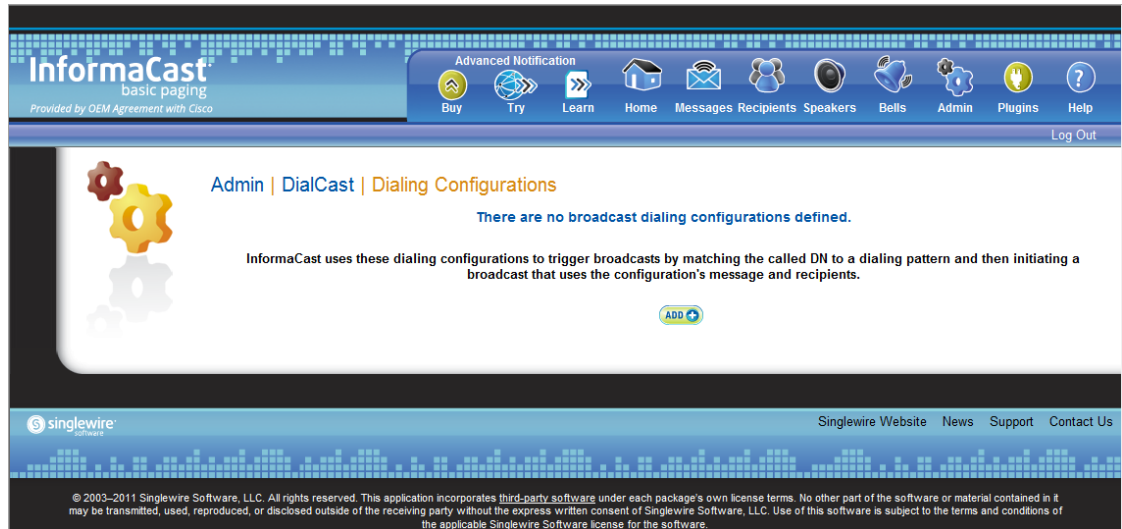 InformaCast
basic paging
Provided by OEM Agreement with Cisco
Advanced Notification
Buy Try Learn Home Messages Recipients Speakers Bells Admin Plugins Help
Log Out
Admin | DialCast | Dialing Configurations
There are no broadcast dialing configurations defined.
InformaCast uses these dialing configurations to trigger broadcasts by matching the called DN to a dialing pattern and then initiating a
broadcast that uses the configuration's message and recipients.
ADD
singlewire
software
Singlewire Website News Support Contact Us
© 2003–2011 Singlewire Software, LLC. All rights reserved. This application incorporates third-party software under each package's own license terms. No other part of the software or material contained in it
may be transmitted, used, reproduced, or disclosed outside of the receiving party without the express written consent of Singlewire Software, LLC. Use of this software is subject to the terms and conditions of
the applicable Singlewire Software license for the software.